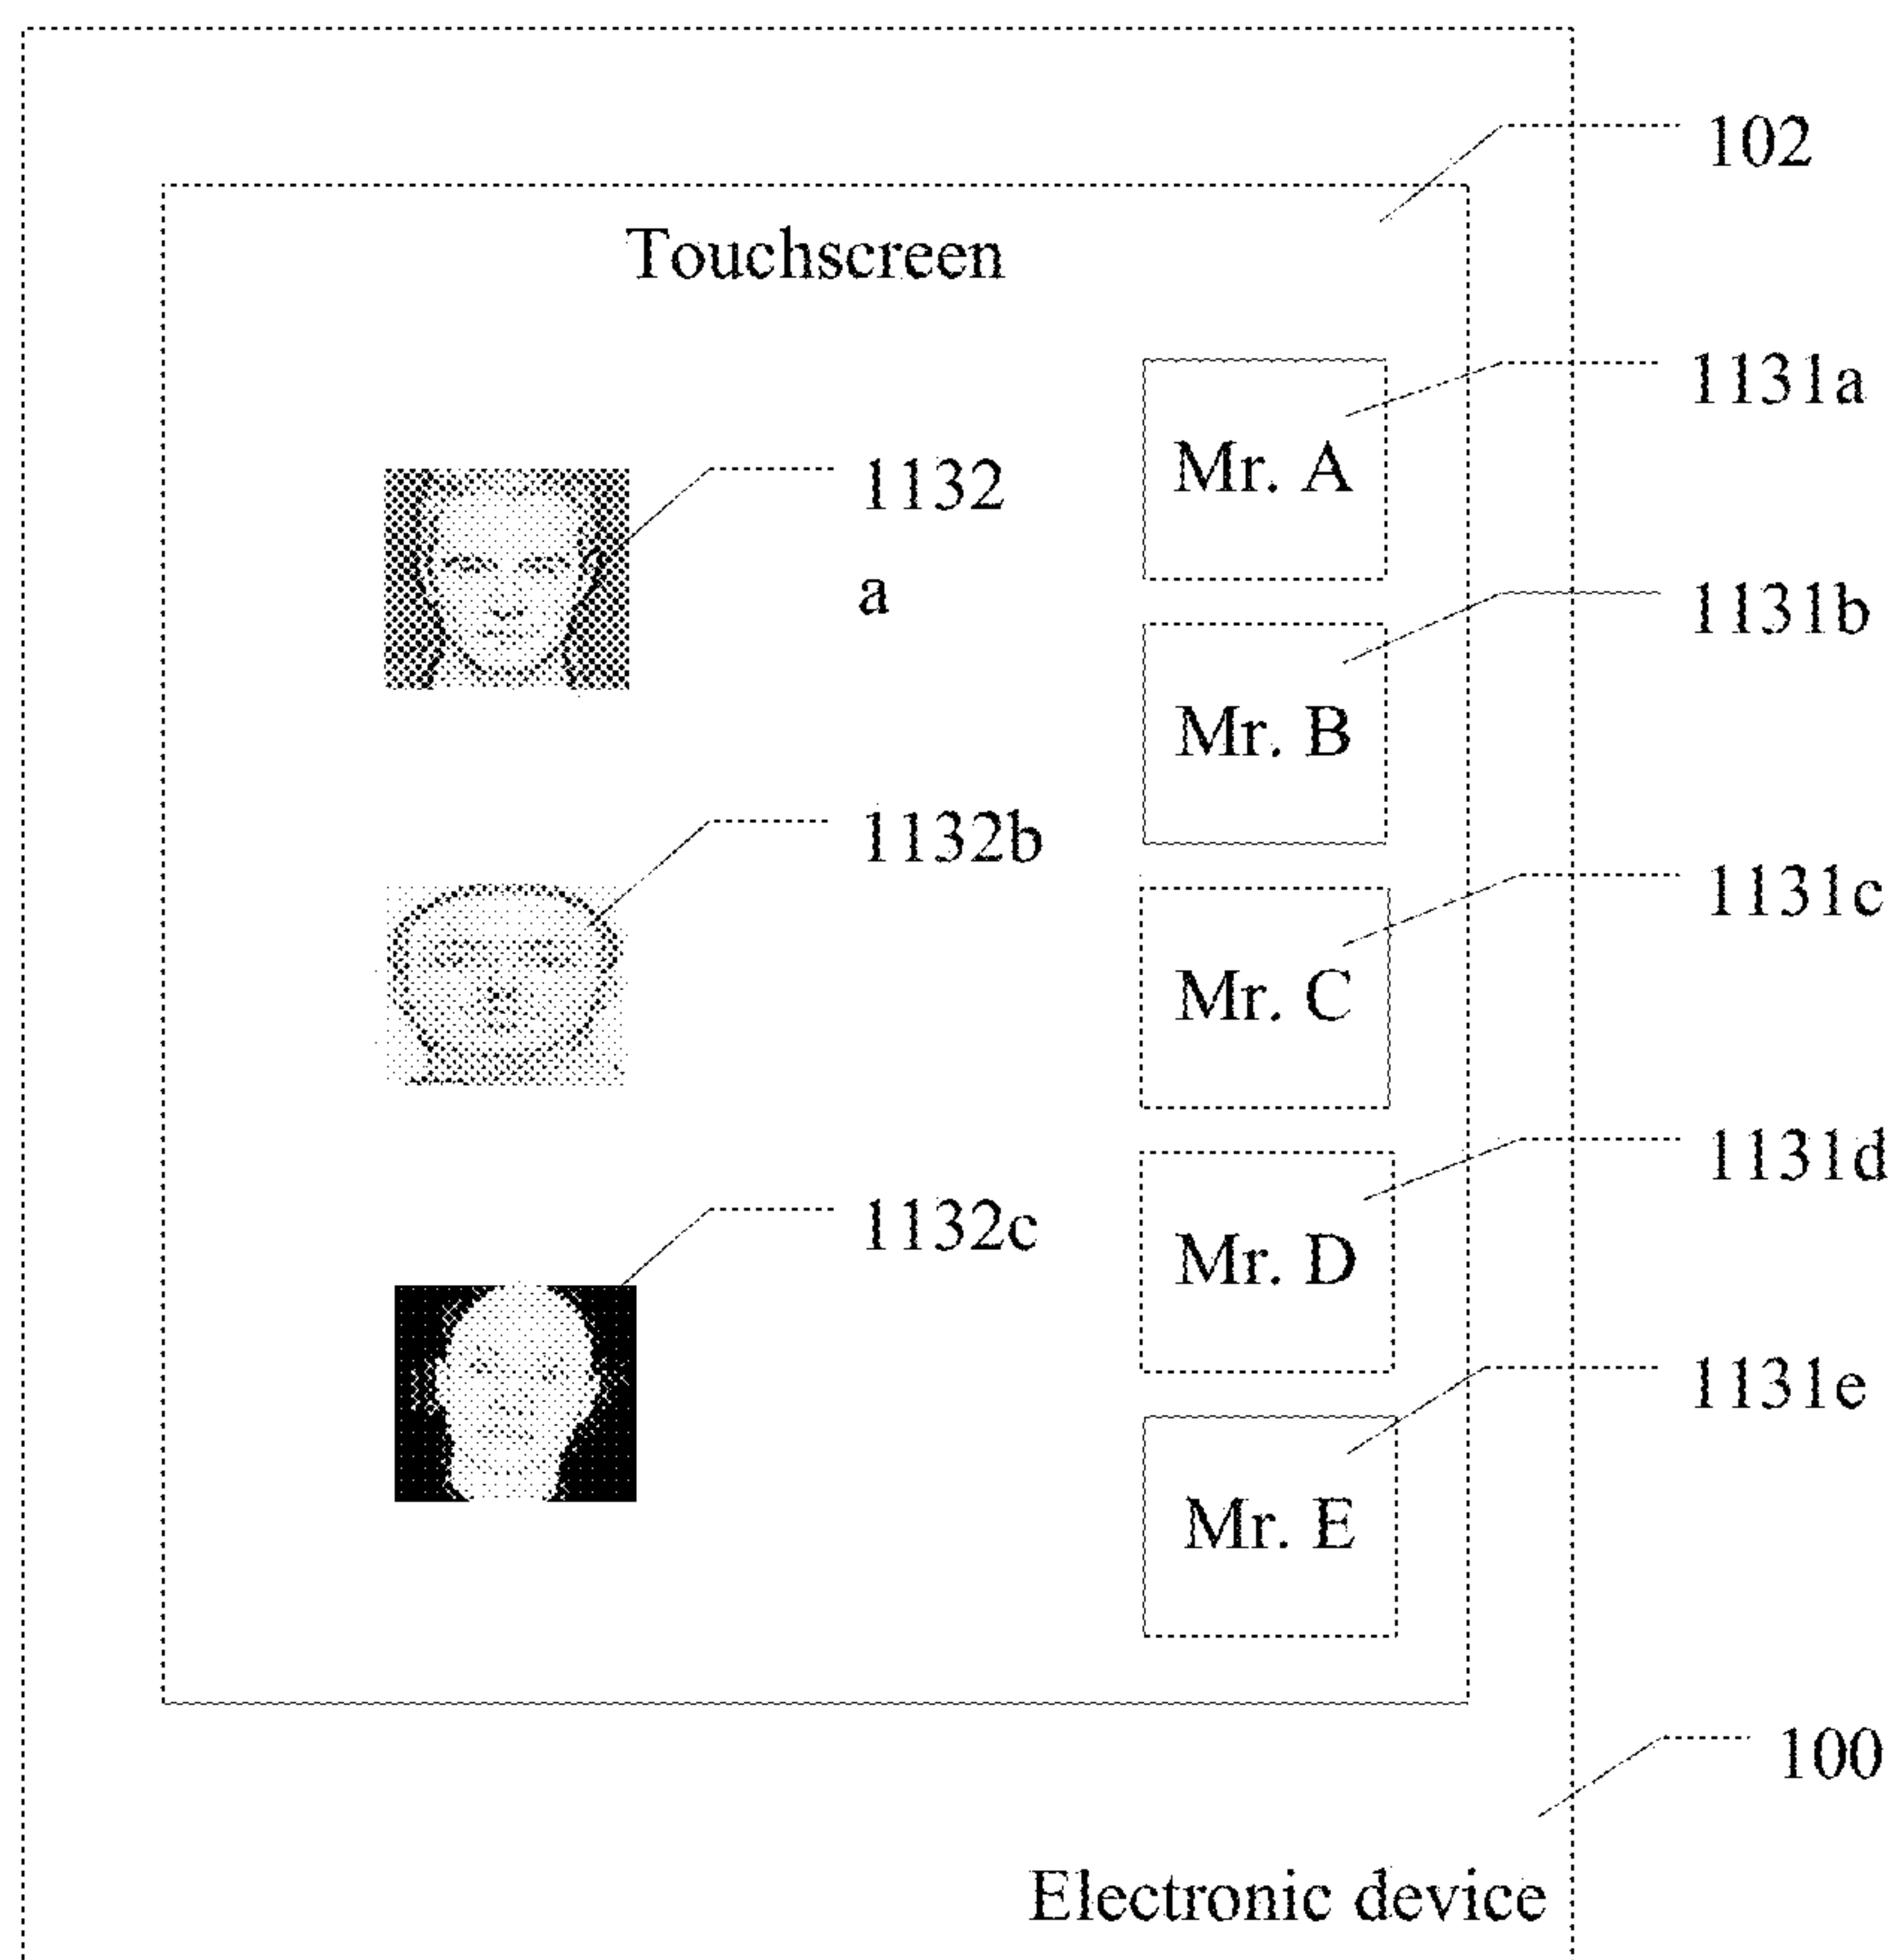 102
Touchscreen
1131a
Mr. A
1132
a
1131b
Mr. B
1132b
1131c
Mr. C
1131d
Mr. D
1132c
1131e
Mr. E
100
Electronic device